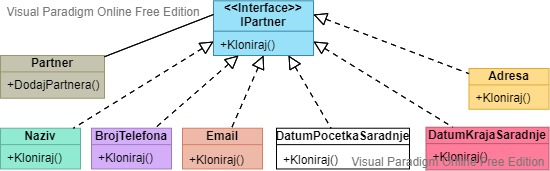 Visual Paradigm Online Free Edition
<<Interface>>
IPartner
+Kloniraj()
Partner
+DodajPartnera()
Adresa
+Kloniraj()
Naziv
+Kloniraj()
BrojTelefona
+Kloniraj()
Email
+Kloniraj()
DatumPocetkaSaradnje
+Kloniraj()
DatumKrajaSaradnje
+Kloniraj()
Visual Paradigm Online Free Edition